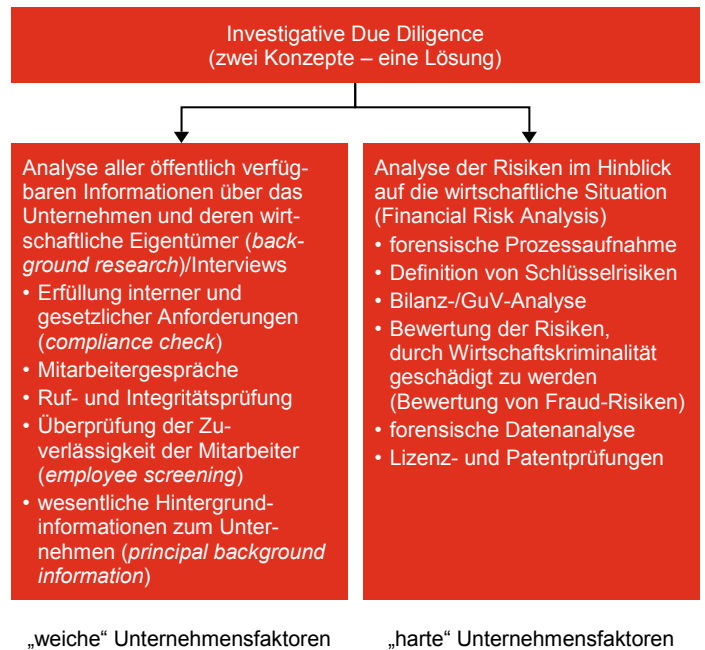 Investigative Due Diligence
(zwei Konzepte – eine Lösung)
Analyse aller öffentlich verfüg-
baren Informationen über das
Unternehmen und deren wirt-
schaftliche Eigentümer (back-
ground research)/Interviews
• Erfüllung interner und
gesetzlicher Anforderungen
(compliance check)
• Mitarbeitergespräche
• Ruf- und Integritätsprüfung
• Überprüfung der Zu-
verlässigkeit der Mitarbeiter
(employee screening)
• wesentliche Hintergrund-
informationen zum Unter-
nehmen (principal background
information)
„weiche“ Unternehmensfaktoren
Analyse der Risiken im Hinblick
auf die wirtschaftliche Situation
(Financial Risk Analysis)
• forensische Prozessaufnahme
• Definition von Schlüsselrisiken
• Bilanz-/GuV-Analyse
• Bewertung der Risiken,
durch Wirtschaftskriminalität
geschädigt zu werden
(Bewertung von Fraud-Risiken)
• forensische Datenanalyse
• Lizenz- und Patentprüfungen
„harte“ Unternehmensfaktoren